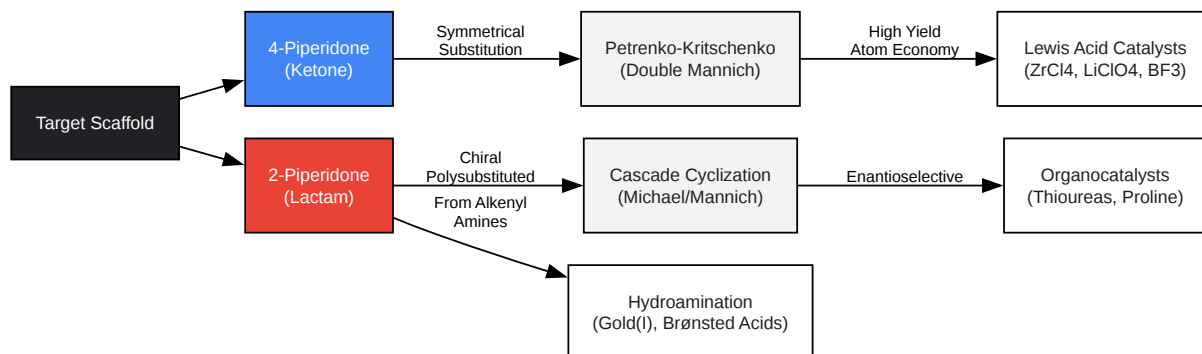 4-Piperidone
(Ketone)
Symmetrical
Substitution
Petrenko-Kritschenko
(Double Mannich)
High Yield
Atom Economy
Lewis Acid Catalysts
(ZrCl4, LiClO4, BF3)
Target Scaffold
2-Piperidone
(Lactam)
Chiral
Polysubstituted
Cascade Cyclization
(Michael/Mannich)
Enantioselective
Organocatalysts
(Thioureas, Proline)
From Alkenyl
Amines
Hydroamination
(Gold(I), Brønsted Acids)